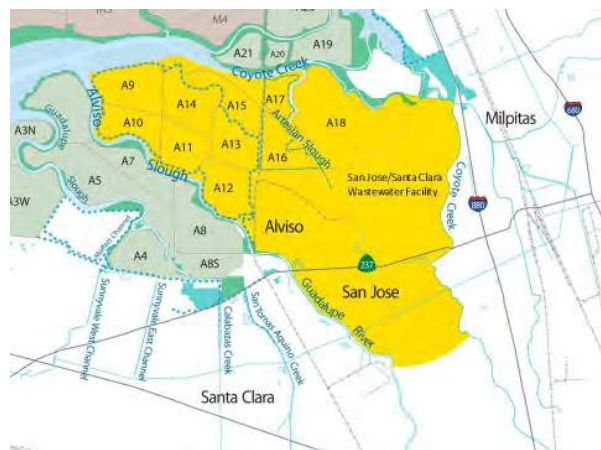 M4
A21
A20
A19
Coyote Creek
A9
A14
A15
A17
A18
Alviso
Slough
A10
A11
A13
A16
Artesian Slough
A12
Guadalupe
Slough
A3N
A7
A5
A3W
A8
A4
A8S
Milpitas
680
880
Coyote
Creek
San Jose/Santa Clara
Wastewater Facility
Alviso
237
San Jose
Guadalupe River
Sunnyvale West Channel
Sunnyvale East Channel
Calabazas Creek
San Tomas Aquino Creek
Santa Clara